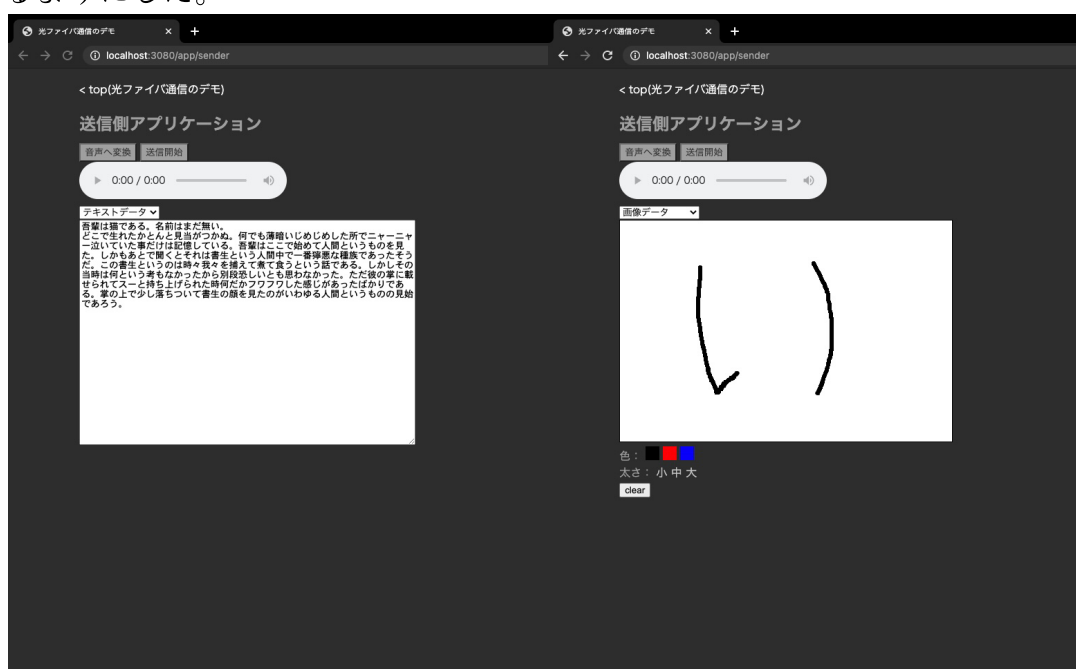 るようにした。
光ファイバ通信のデモ
localhost:3080/app/sender
< top(光ファイバ通信のデモ)
送信側アプリケーション
音声へ変換 送信開始
0:00 / 0:00
テキストデータ
吾輩は猫である。名前はまだ無い。
どこで生れたかとんと見当がつかぬ。何でも薄暗いじめじめした所でニャーニャ
ー泣いていた事だけは記憶している。吾輩はここで始めて人間というものを見
た。しかもあとで聞くとそれは書生という人間中で一番獰悪な種族であったそう
だ。この書生というのは時々我々を捕えて煮て食うという話である。しかしその
当時は何という考もなかったから別段恐しいとも思わなかった。ただ彼の掌に載
せられてスーと持ち上げられた時何だかフワフワした感じがあったばかりであ
る。掌の上で少し落ちついて書生の顔を見たのがいわゆる人間というものの見始
であろう。
光ファイバ通信のデモ
localhost:3080/app/sender
< top(光ファイバ通信のデモ)
送信側アプリケーション
音声へ変換 送信開始
0:00 / 0:00
画像データ
い
色：
太さ： 小 中 大
clear